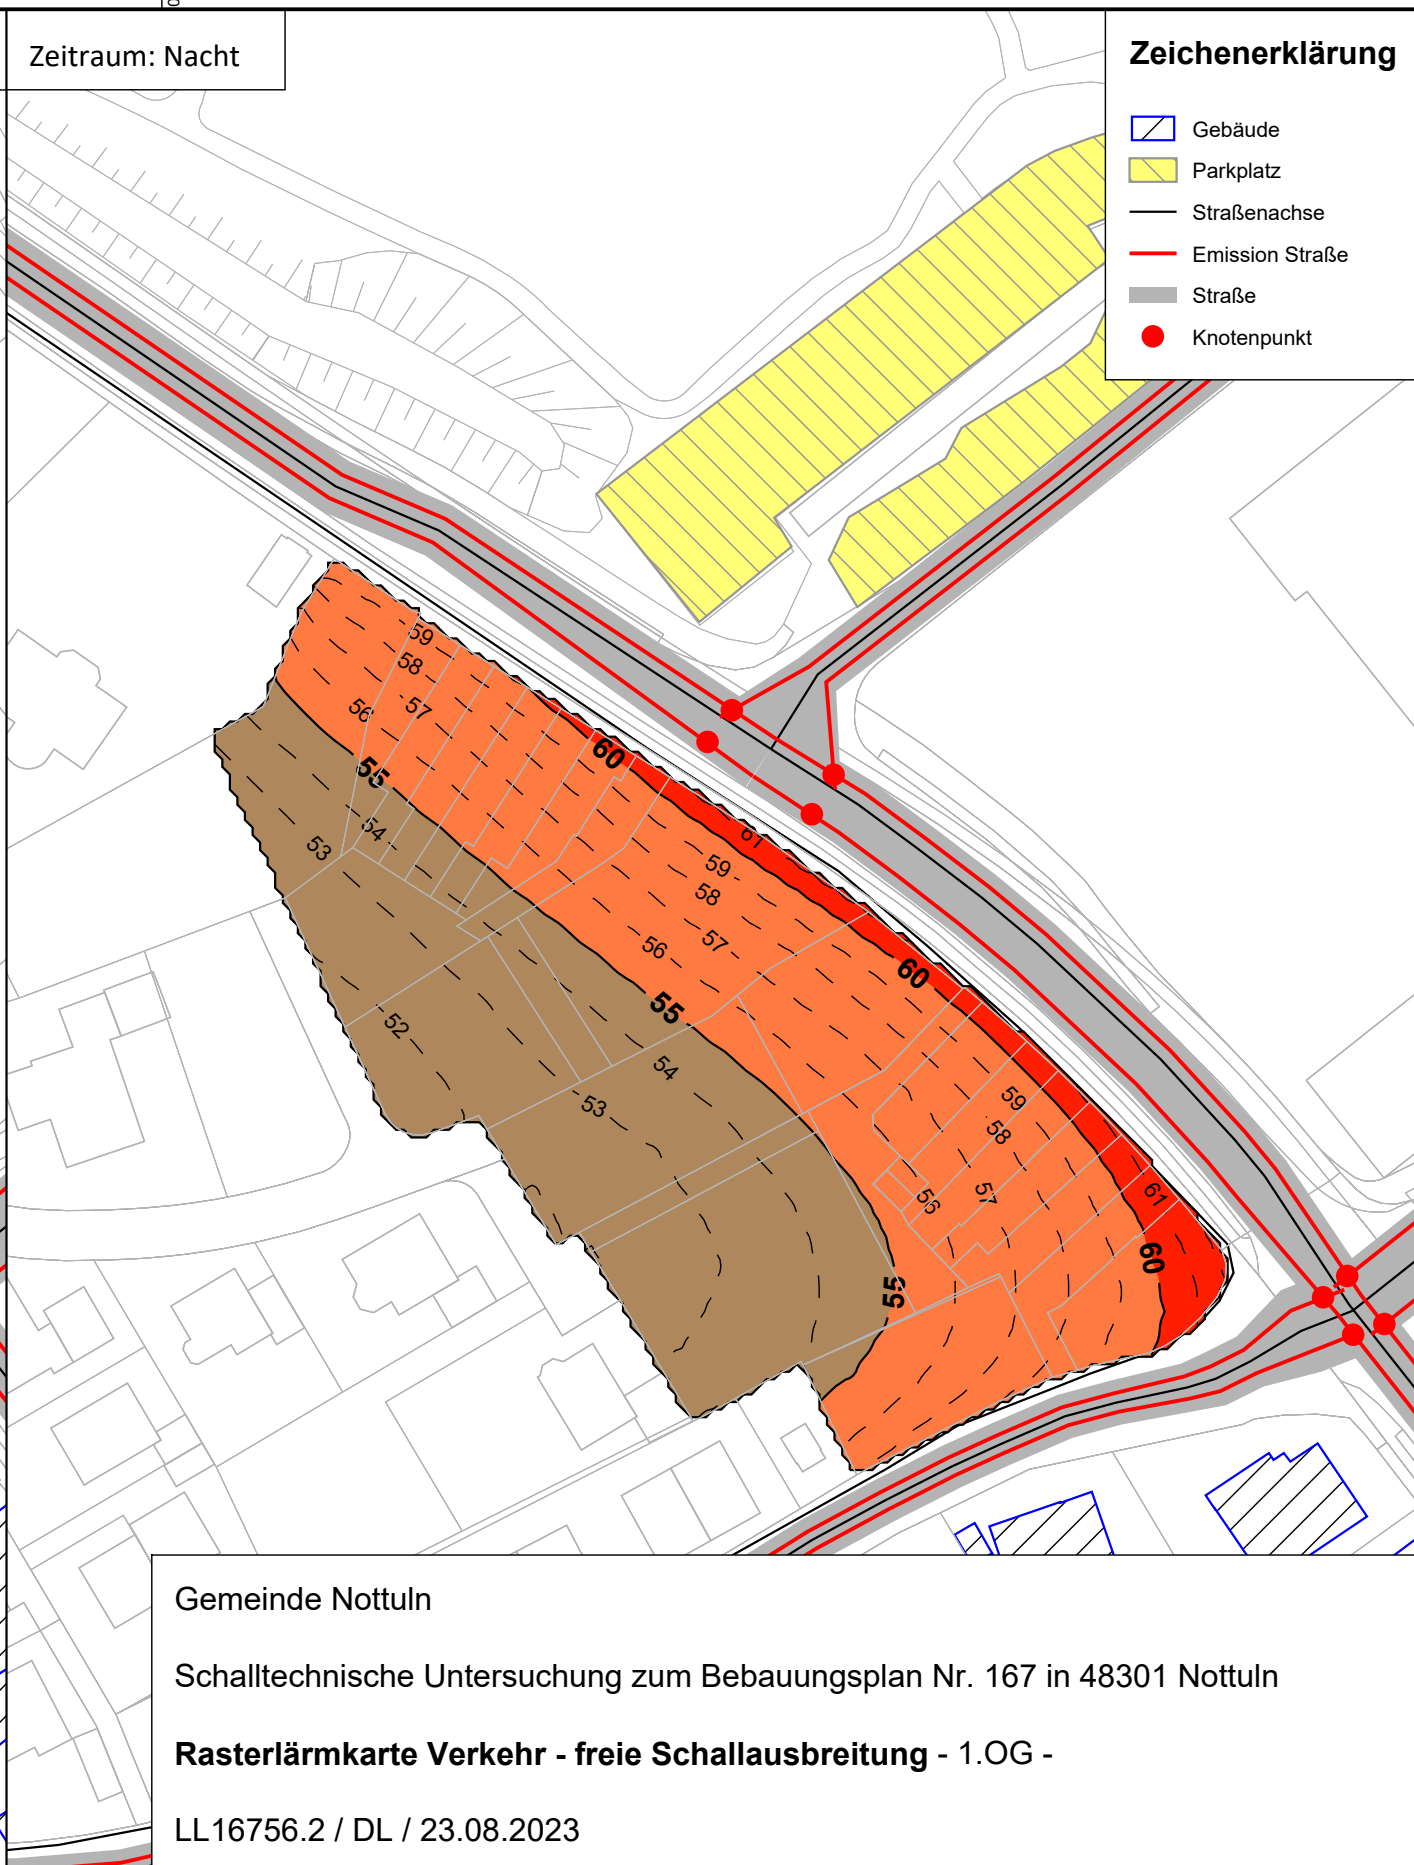 Zeitraum: Nacht
Zeichenerklärung
Gebäude
Parkplatz
Straßenachse
Emission Straße
Straße
Knotenpunkt
59
58
57
56
55
60
54
53
61
59
58
57
56
55
60
52
54
53
59
58
57
56
61
60
55
Gemeinde Nottuln
Schalltechnische Untersuchung zum Bebauungsplan Nr. 167 in 48301 Nottuln
Rasterlärmkarte Verkehr - freie Schallausbreitung - 1.OG -
LL16756.2 / DL / 23.08.2023